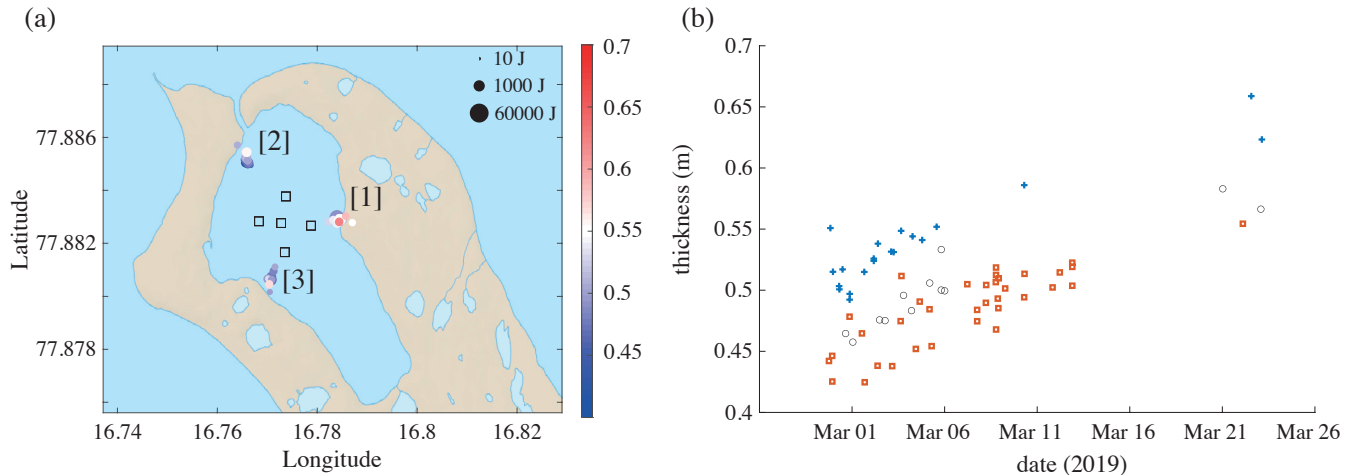 (a)
10 J
1000 J
60000 J
[2]
[1]
[3]
77.886
77.882
77.878
Latitude
16.74
16.76
16.78
16.8
16.82
Longitude
0.7
0.65
0.6
0.55
0.5
0.45
(b)
0.7
0.65
0.6
0.55
0.5
0.45
0.4
thickness (m)
Mar 01
Mar 06
Mar 11
Mar 16
Mar 21
Mar 26
date (2019)